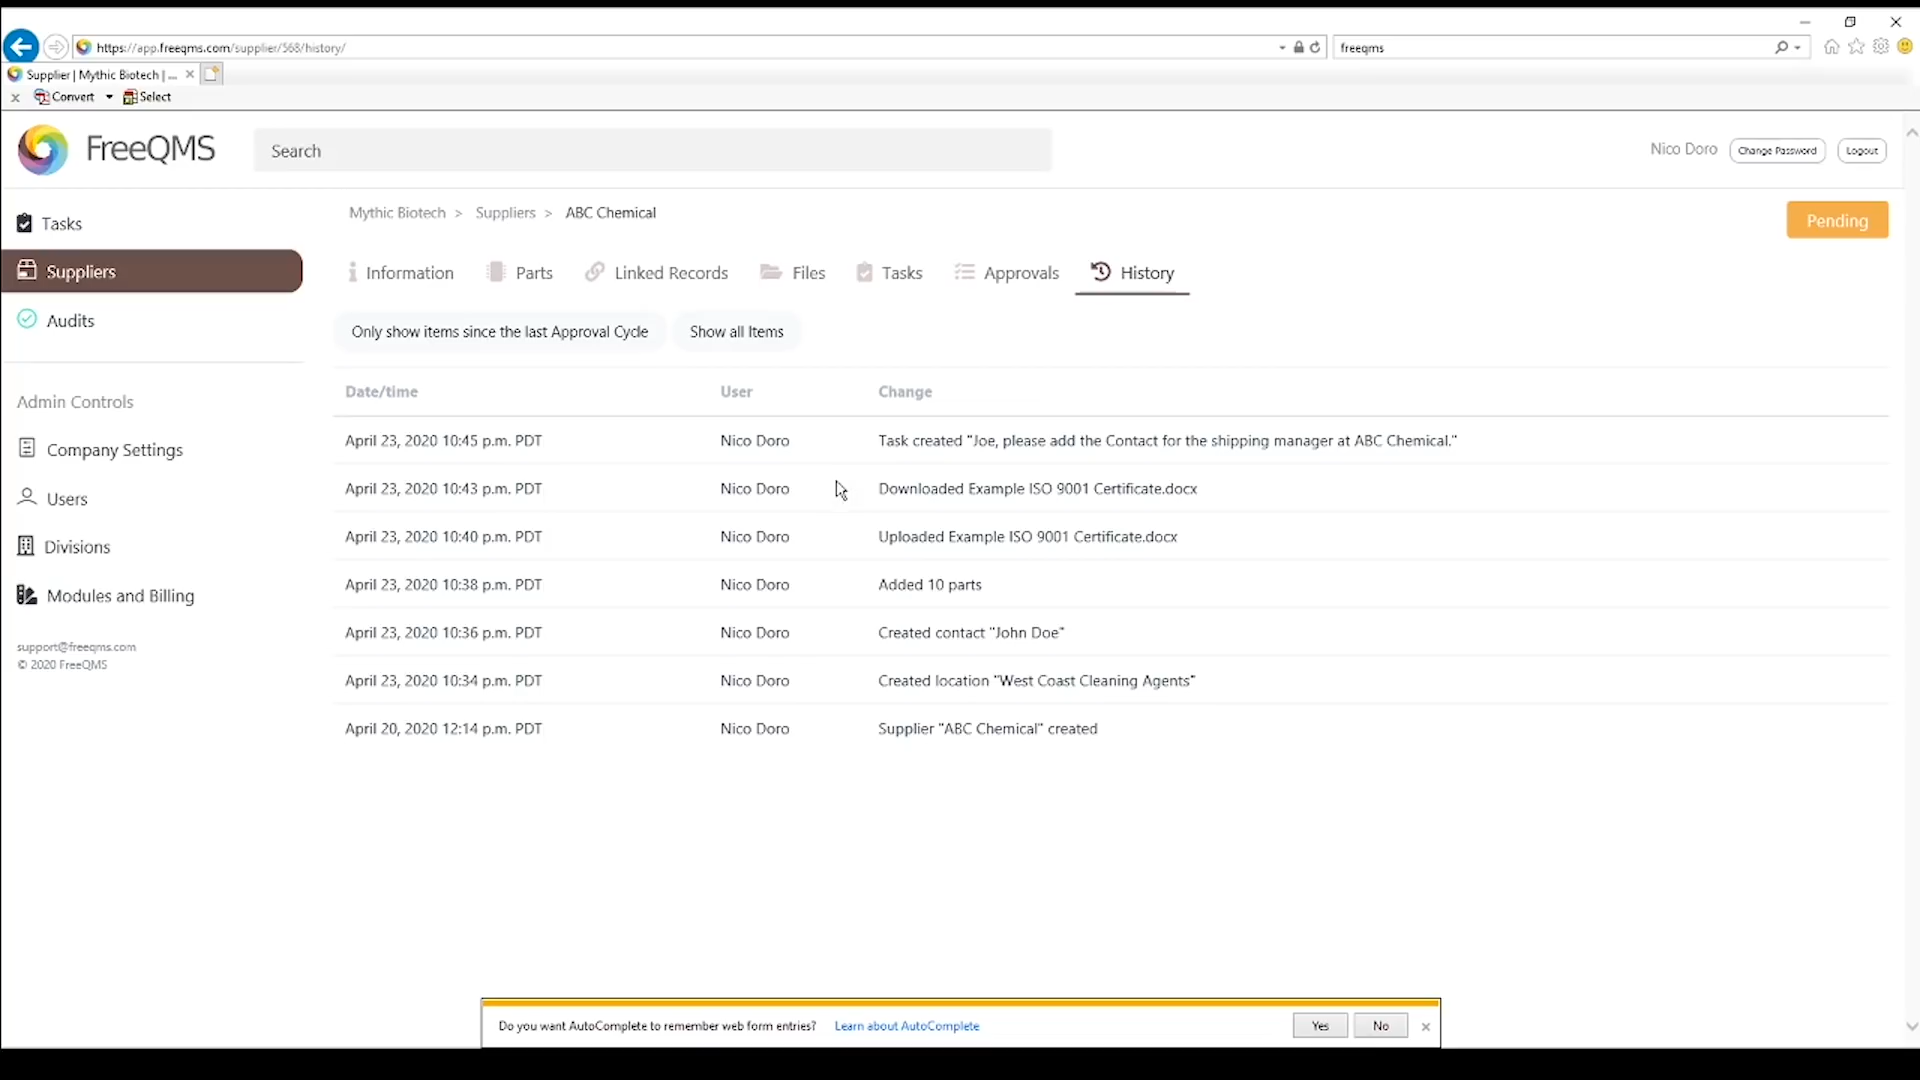 https://app.freeqms.com/supplier/568/history/
freeqms
Supplier | Mythic Biotech | ...
Convert
Select
FreeQMS
Search
Nico Doro
Change Password
Logout
Tasks
Suppliers
Audits
Admin Controls
Company Settings
Users
Divisions
Modules and Billing
support@freeqms.com
© 2020 FreeQMS
Mythic Biotech > Suppliers > ABC Chemical
Pending
Information
Parts
Linked Records
Files
Tasks
Approvals
History
Only show items since the last Approval Cycle
Show all Items
Date/time User Change
April 23, 2020 10:45 p.m. PDT Nico Doro Task created "Joe, please add the Contact for the shipping manager at ABC Chemical."
April 23, 2020 10:43 p.m. PDT Nico Doro Downloaded Example ISO 9001 Certificate.docx
April 23, 2020 10:40 p.m. PDT Nico Doro Uploaded Example ISO 9001 Certificate.docx
April 23, 2020 10:38 p.m. PDT Nico Doro Added 10 parts
April 23, 2020 10:36 p.m. PDT Nico Doro Created contact "John Doe"
April 23, 2020 10:34 p.m. PDT Nico Doro Created location "West Coast Cleaning Agents"
April 20, 2020 12:14 p.m. PDT Nico Doro Supplier "ABC Chemical" created
Do you want AutoComplete to remember web form entries? Learn about AutoComplete
Yes
No